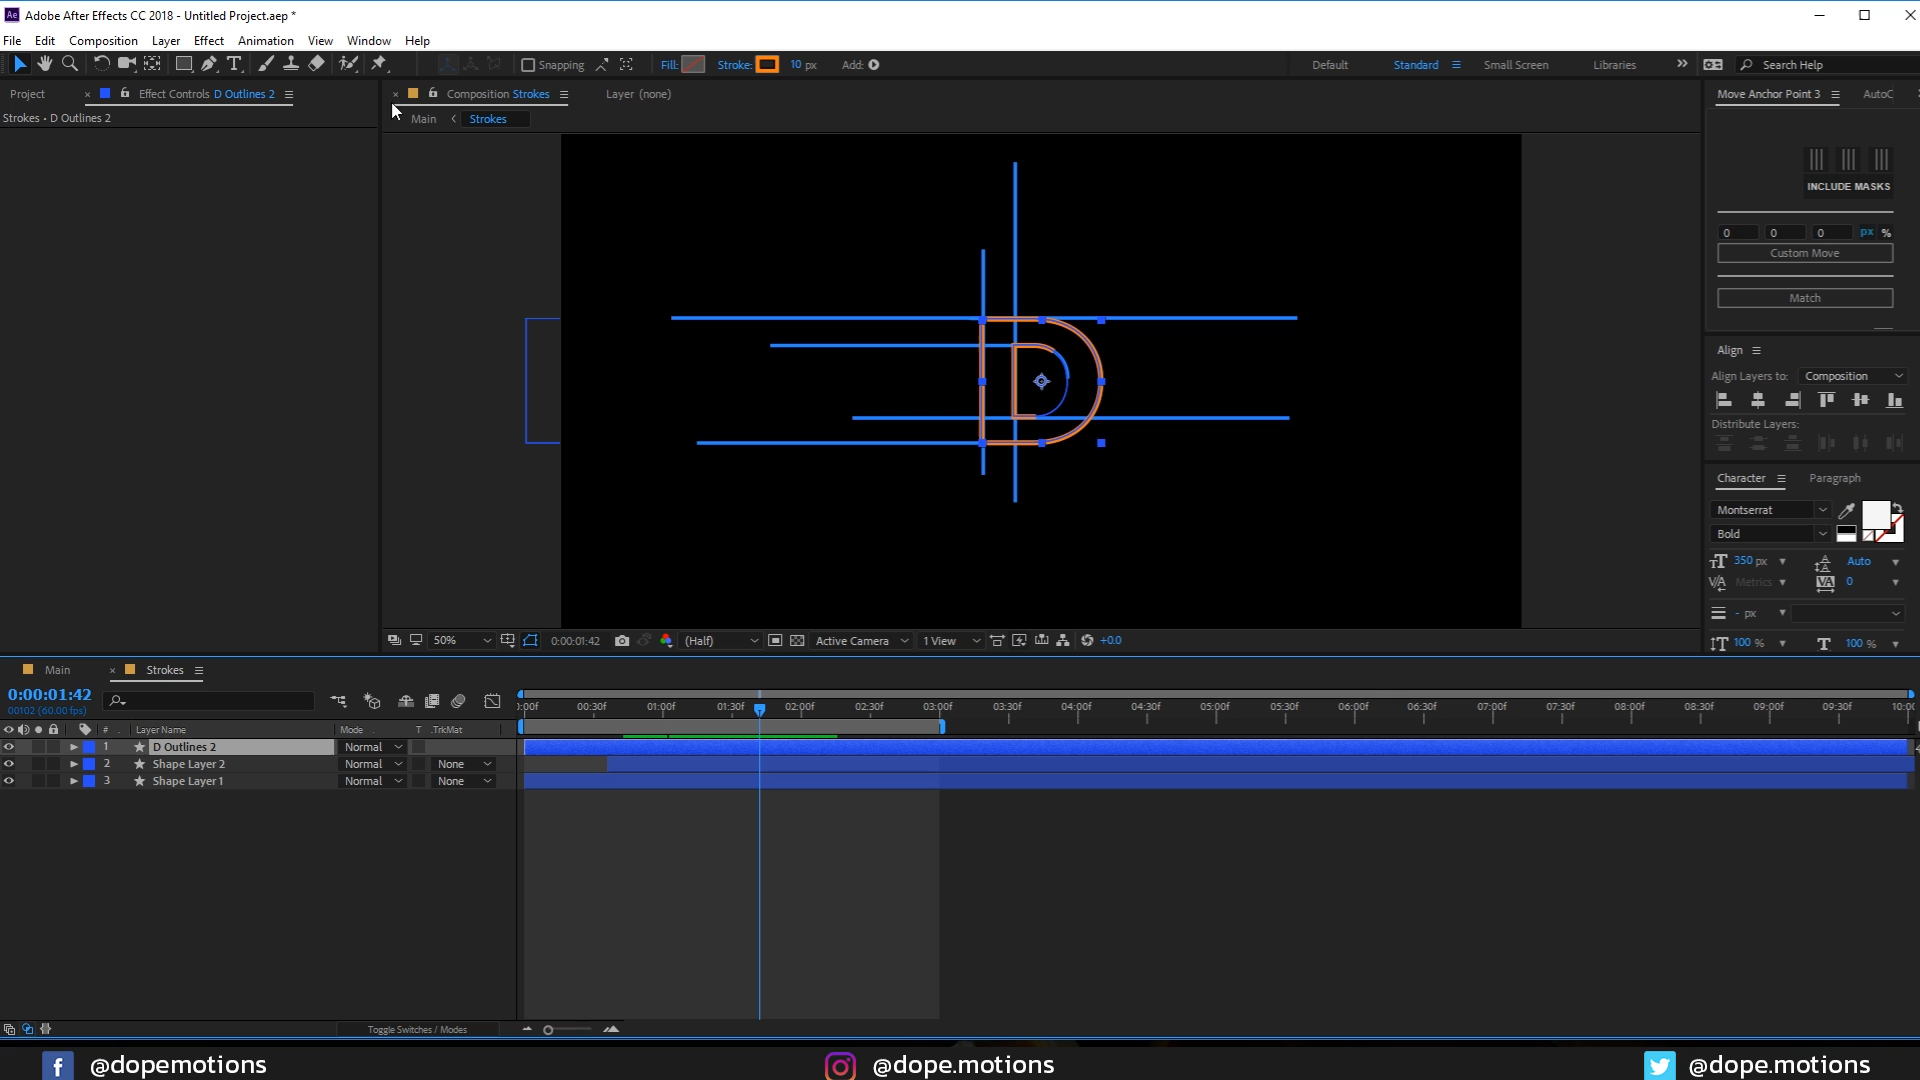 Adobe After Effects CC 2018 - Untitled Project.aep *
File Edit Composition Layer Effect Animation View Window Help
Snapping Fill: Stroke: 10 px Add: Default Standard Small Screen Libraries Search Help
Project Effect Controls D Outlines 2 Composition Strokes Layer (none) Move Anchor Point 3 AutoC
Strokes • D Outlines 2 Main Strokes
INCLUDE MASKS
0 0 0 px %
Custom Move
Match
Align
Align Layers to: Composition
Distribute Layers:
Character Paragraph
Montserrat
Bold
350 px Auto
Metrics 0
- px
50% 0:00:01:42 (Half) Active Camera 1 View +0.0 100 % 100 %
Main Strokes
0:00:01:42
00102 (60.00 fps)
:00f 00:30f 01:00f 01:30f 02:00f 02:30f 03:00f 03:30f 04:00f 04:30f 05:00f 05:30f 06:00f 06:30f 07:00f 07:30f 08:00f 08:30f 09:00f 09:30f 10:00
# Layer Name Mode T .TrkMat
1 D Outlines 2 Normal
2 Shape Layer 2 Normal None
3 Shape Layer 1 Normal None
Toggle Switches / Modes
@dopemotions @dope.motions @dope.motions